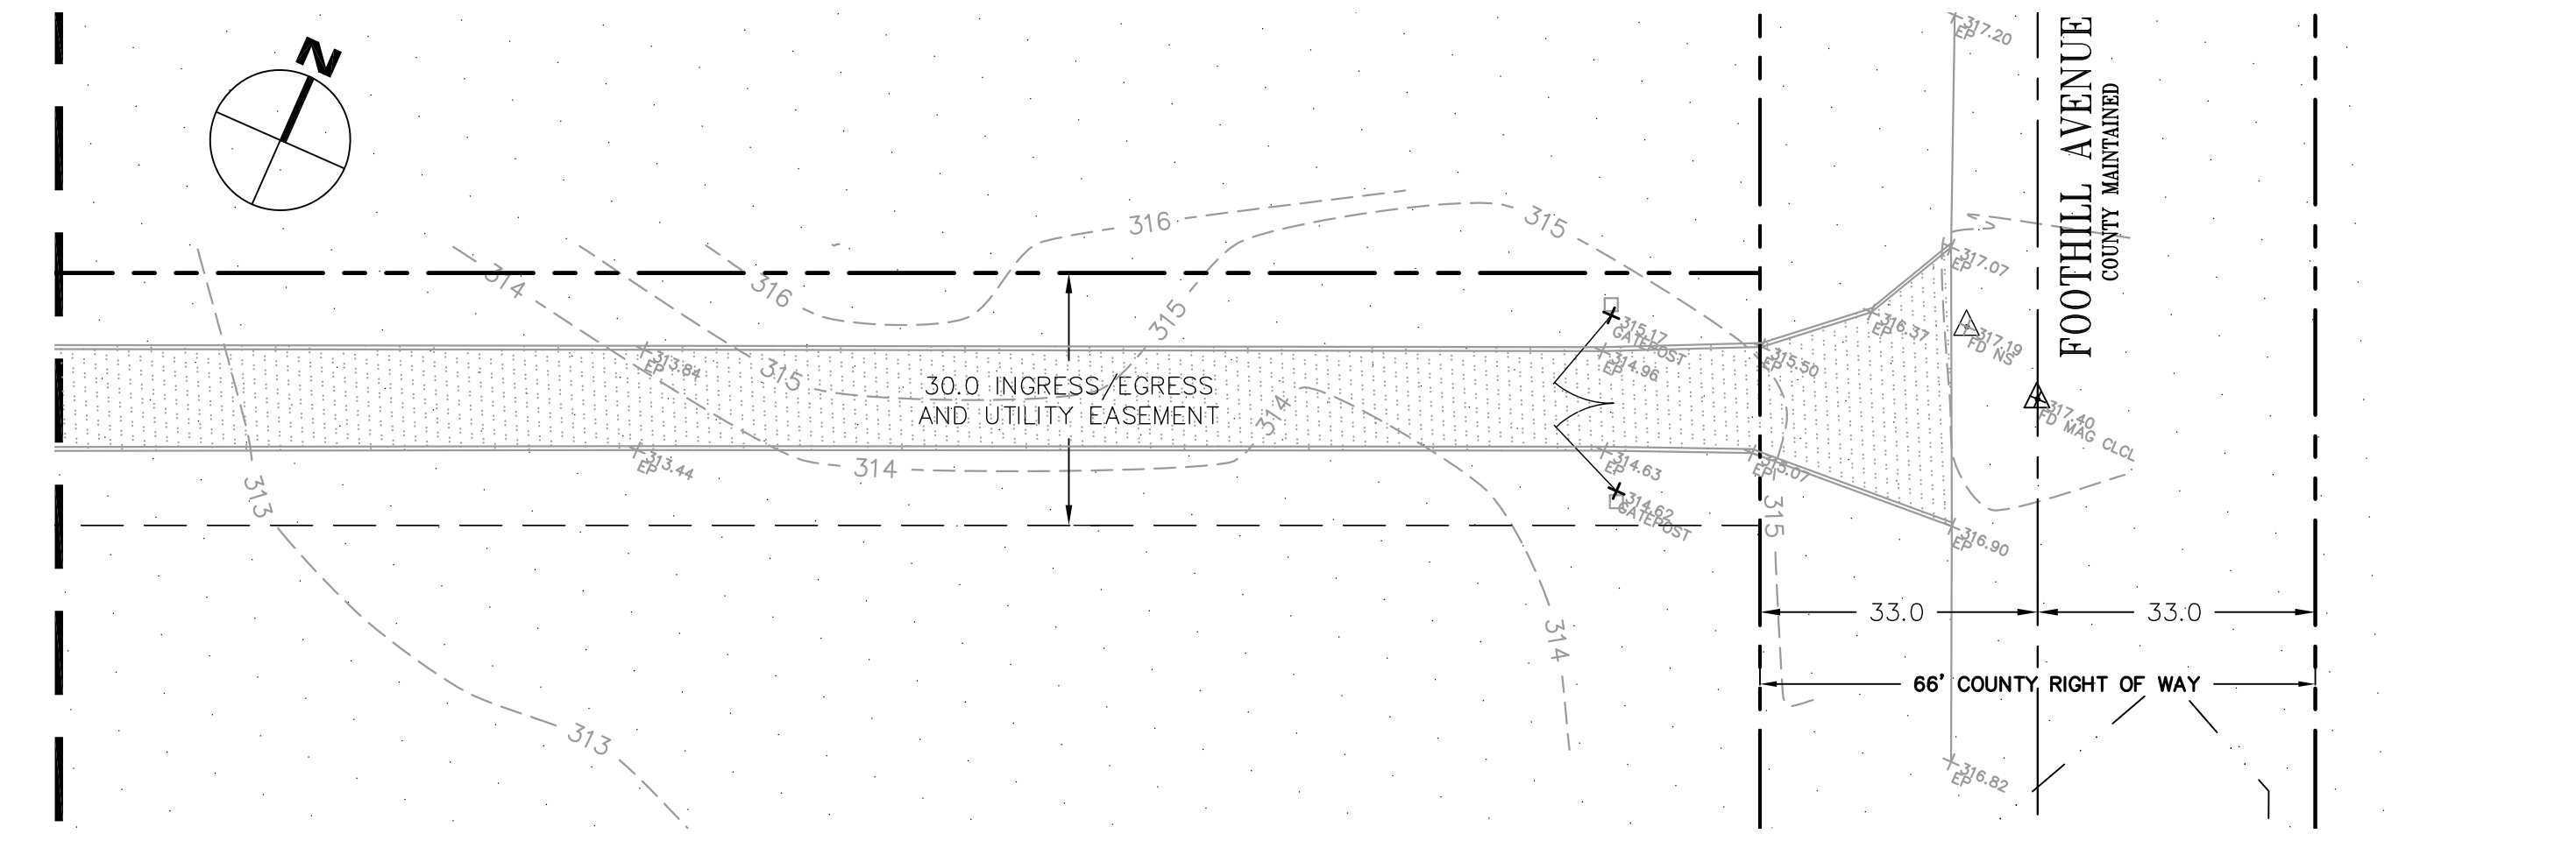 N
317.20
EP
FOOTHILL AVENUE
COUNTY MAINTAINED
316
315
314
316
317.07
EP
315
315.17
GATEPOST
316.37
EP
317.19
FD NS
313.84
EP
315
314.96
EP
315.50
EP
30.0 INGRESS/EGRESS
AND UTILITY EASEMENT
314
317.40
FD MAG CLCL
313.44
EP
314
314.63
EP
315.07
EP
313
314.62
GATEPOST
315
316.90
EP
33.0
33.0
314
66' COUNTY RIGHT OF WAY
313
316.82
EP